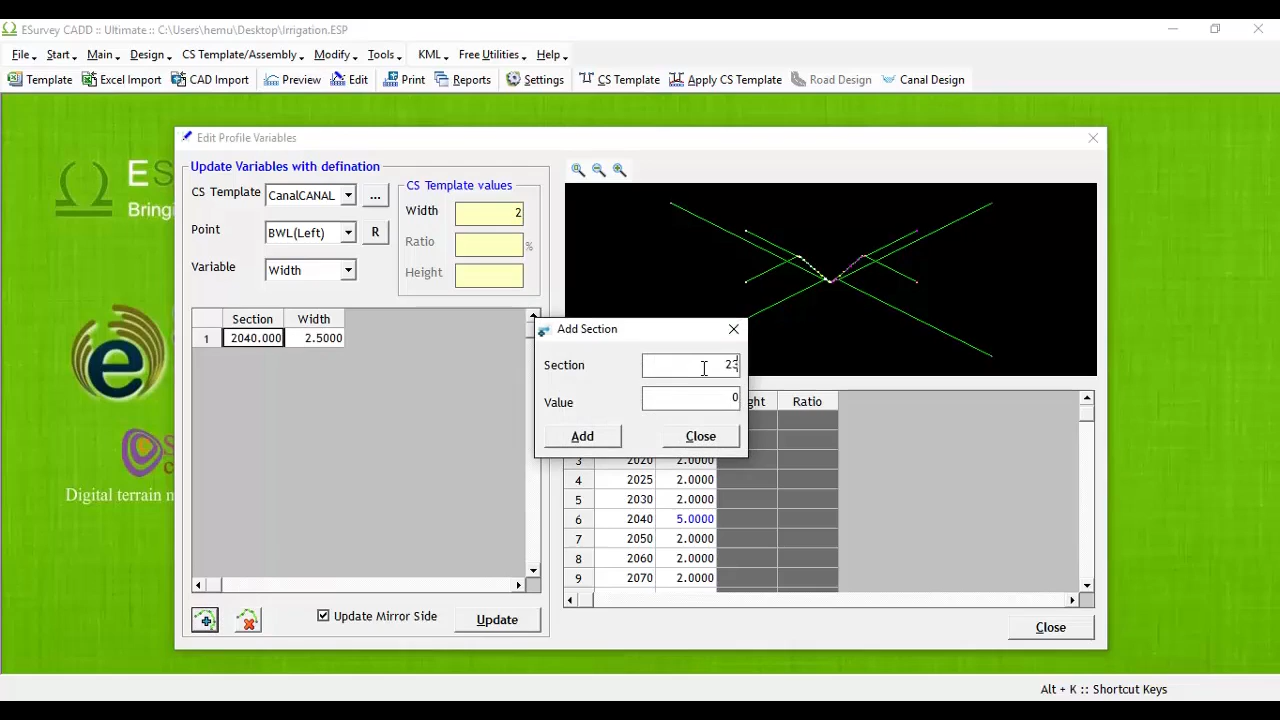 ESurvey CADD :: Ultimate :: C:\Users\hemu\Desktop\Irrigation.ESP
File Start Main Design CS Template/Assembly Modify Tools KML Free Utilities Help
Template Excel Import CAD Import Preview Edit Print Reports Settings CS Template Apply CS Template Road Design Canal Design
Edit Profile Variables
Update Variables with defination
CS Template CanalCANAL ...
Point BWL(Left) R
Variable Width
CS Template values
Width 2
Ratio %
Height
Section Width
1 2040.000 2.5000
Add Section
Section
Value 0
Add Close
Ratio
3 2020 2.0000
4 2025 2.0000
5 2030 2.0000
6 2040 5.0000
7 2050 2.0000
8 2060 2.0000
9 2070 2.0000
Update Mirror Side Update
Close
Digital terrain
Alt + K :: Shortcut Keys